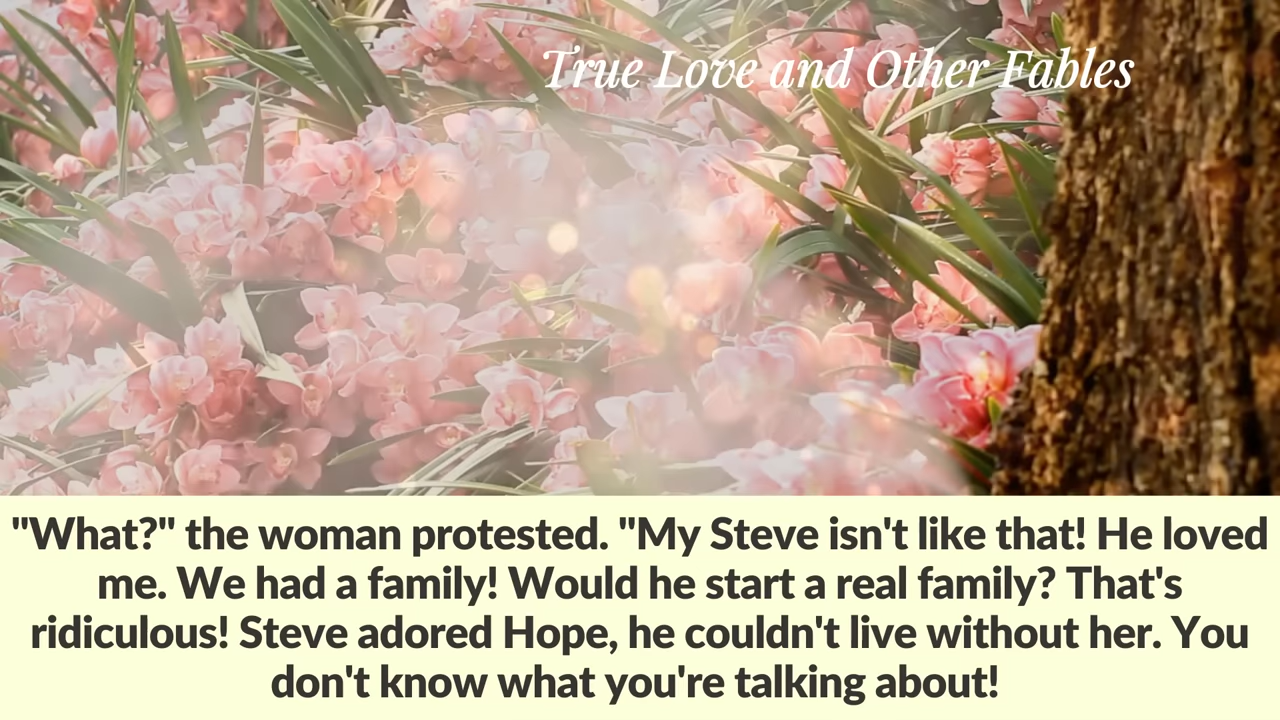 True Love and Other Fables
"What?" the woman protested. "My Steve isn't like that! He loved
me. We had a family! Would he start a real family? That's
ridiculous! Steve adored Hope, he couldn't live without her. You
don't know what you're talking about!